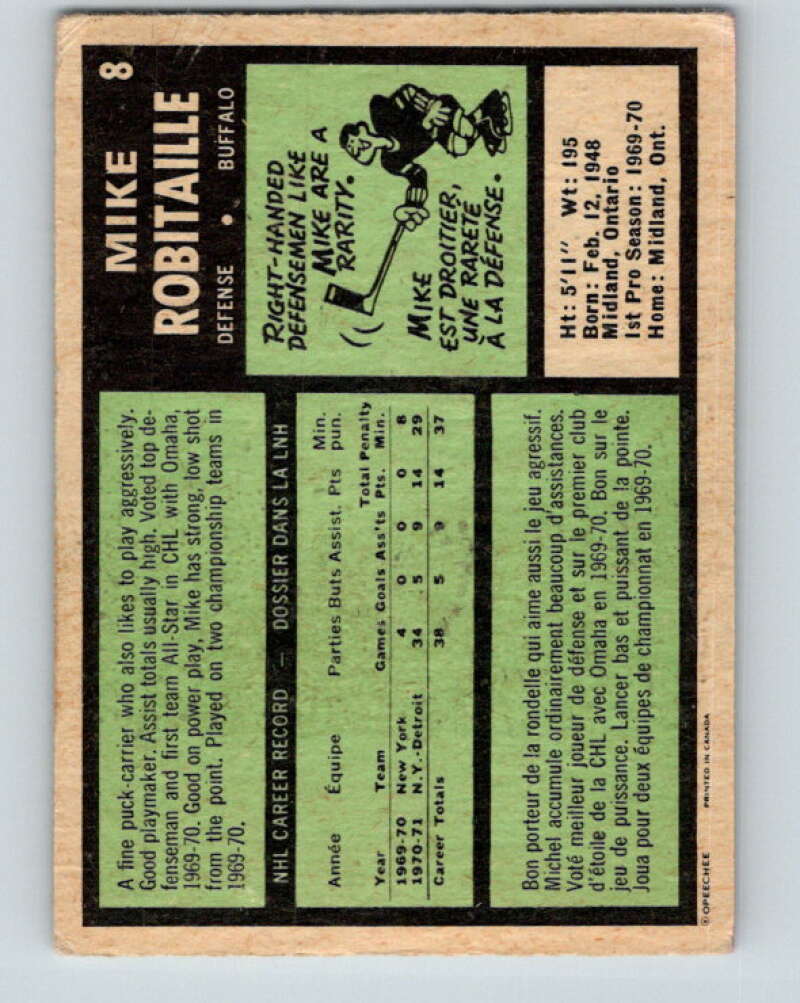 MIKE 8
ROBITAILLE
DEFENSE • BUFFALO
RIGHT-HANDED
DEFENSEMEN LIKE
MIKE ARE A
RARITY.
MIKE
EST DROITIER,
UNE RARETÉ
À LA DÉFENSE.
Ht: 5'11" Wt: 195
Born: Feb. 12, 1948
Midland, Ontario
1st Pro Season: 1969-70
Home: Midland, Ont.
A fine puck-carrier who also likes to play aggressively.
Good playmaker. Assist totals usually high. Voted top de-
fenseman and first team All-Star in CHL with Omaha,
1969-70. Good on power play, Mike has strong, low shot
from the point. Played on two championship teams in
1969-70.
NHL CAREER RECORD — DOSSIER DANS LA LNH
Année Équipe Parties Buts Assist. Pts Min. pun.
Year Team Games Goals Ass'ts Total Pts. Penalty Min.
1969-70 New York 4 0 0 0 8
1970-71 N.Y.-Detroit 34 5 9 14 29
Career Totals 38 5 9 14 37
Bon porteur de la rondelle qui aime aussi le jeu agressif.
Michel accumule ordinairement beaucoup d'assistances.
Voté meilleur joueur de défense et sur le premier club
d'étoile de la CHL avec Omaha en 1969-70. Bon sur le
jeu de puissance. Lancer bas et puissant de la pointe.
Joua pour deux équipes de championnat en 1969-70.
©OPEECHEE PRINTED IN CANADA